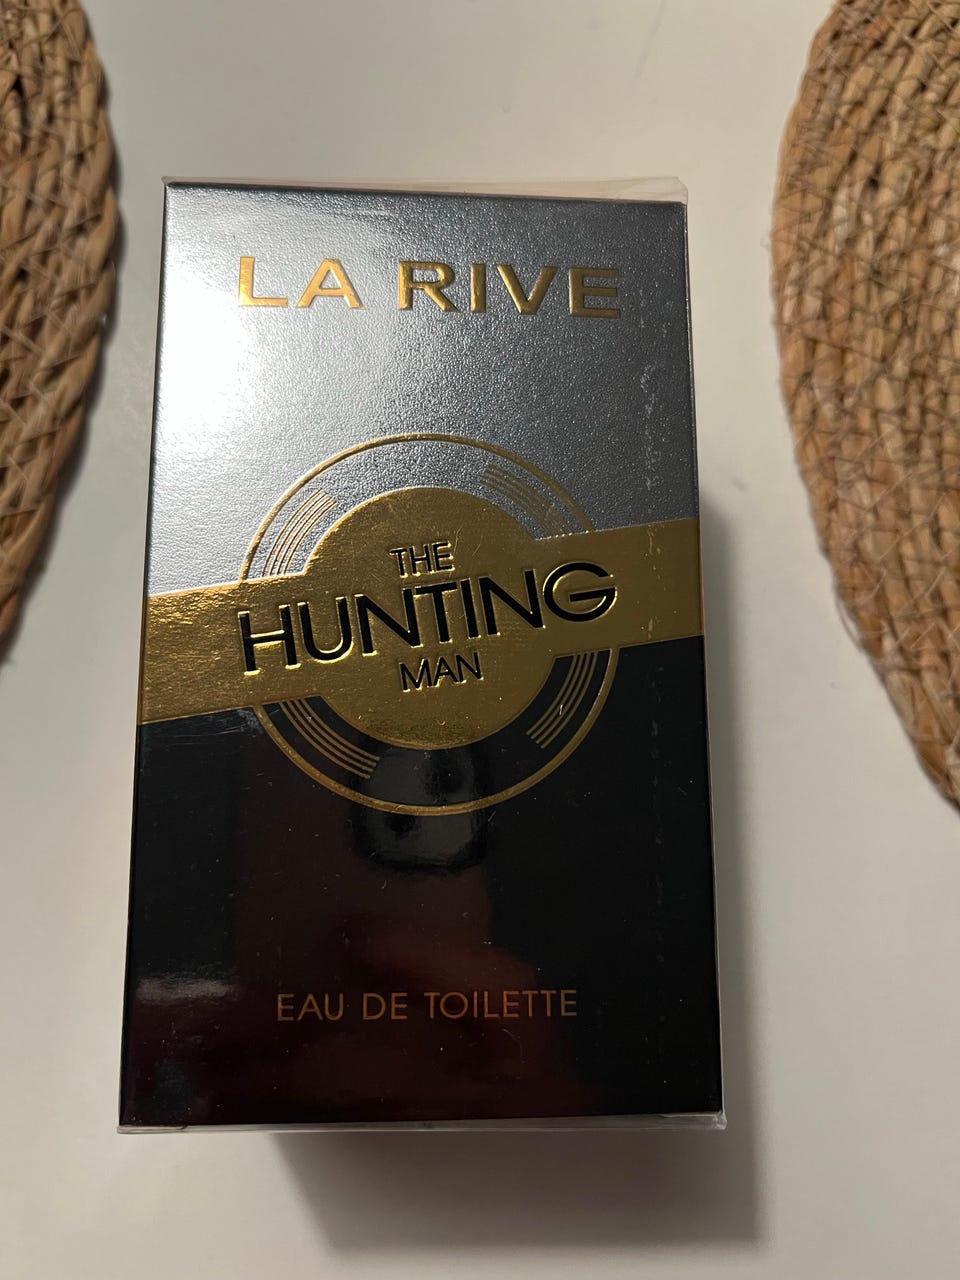 LA RIVE
THE
HUNTING
MAN
EAU DE TOILETTE